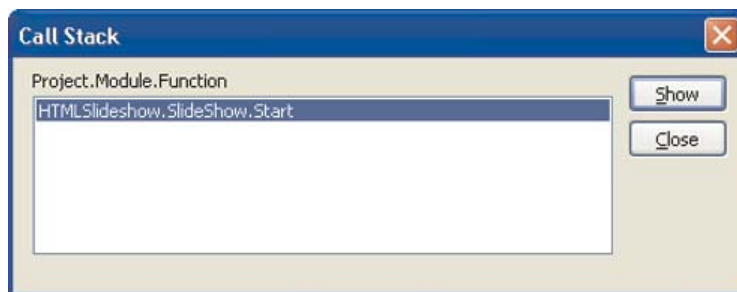 Call Stack
Project.Module.Function
HTMLSlideshow.SlideShow.Start
Show
Close